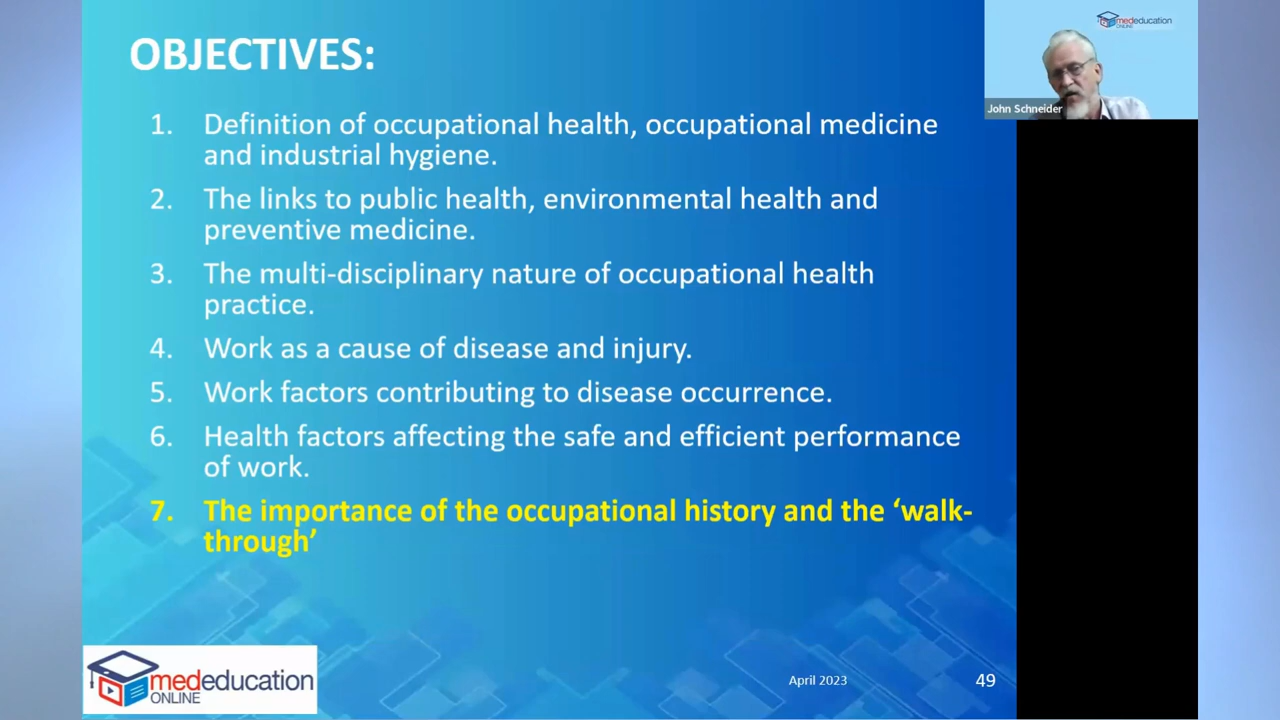 OBJECTIVES:
1. Definition of occupational health, occupational medicine
and industrial hygiene.
2. The links to public health, environmental health and
preventive medicine.
3. The multi-disciplinary nature of occupational health
practice.
4. Work as a cause of disease and injury.
5. Work factors contributing to disease occurrence.
6. Health factors affecting the safe and efficient performance
of work.
7. The importance of the occupational history and the ‘walk-
through’
mededucation
ONLINE
John Schneider
mededucation
ONLINE
April 2023
49